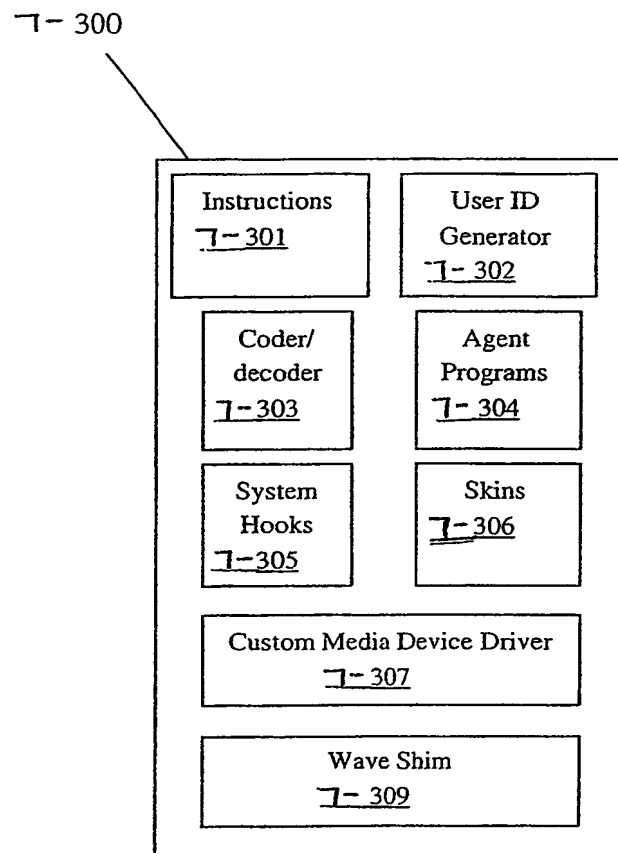 7- 300
Instructions
7- 301
User ID
Generator
7- 302
Coder/
decoder
7- 303
Agent
Programs
7- 304
System
Hooks
7- 305
Skins
7- 306
Custom Media Device Driver
7- 307
Wave Shim
7- 309